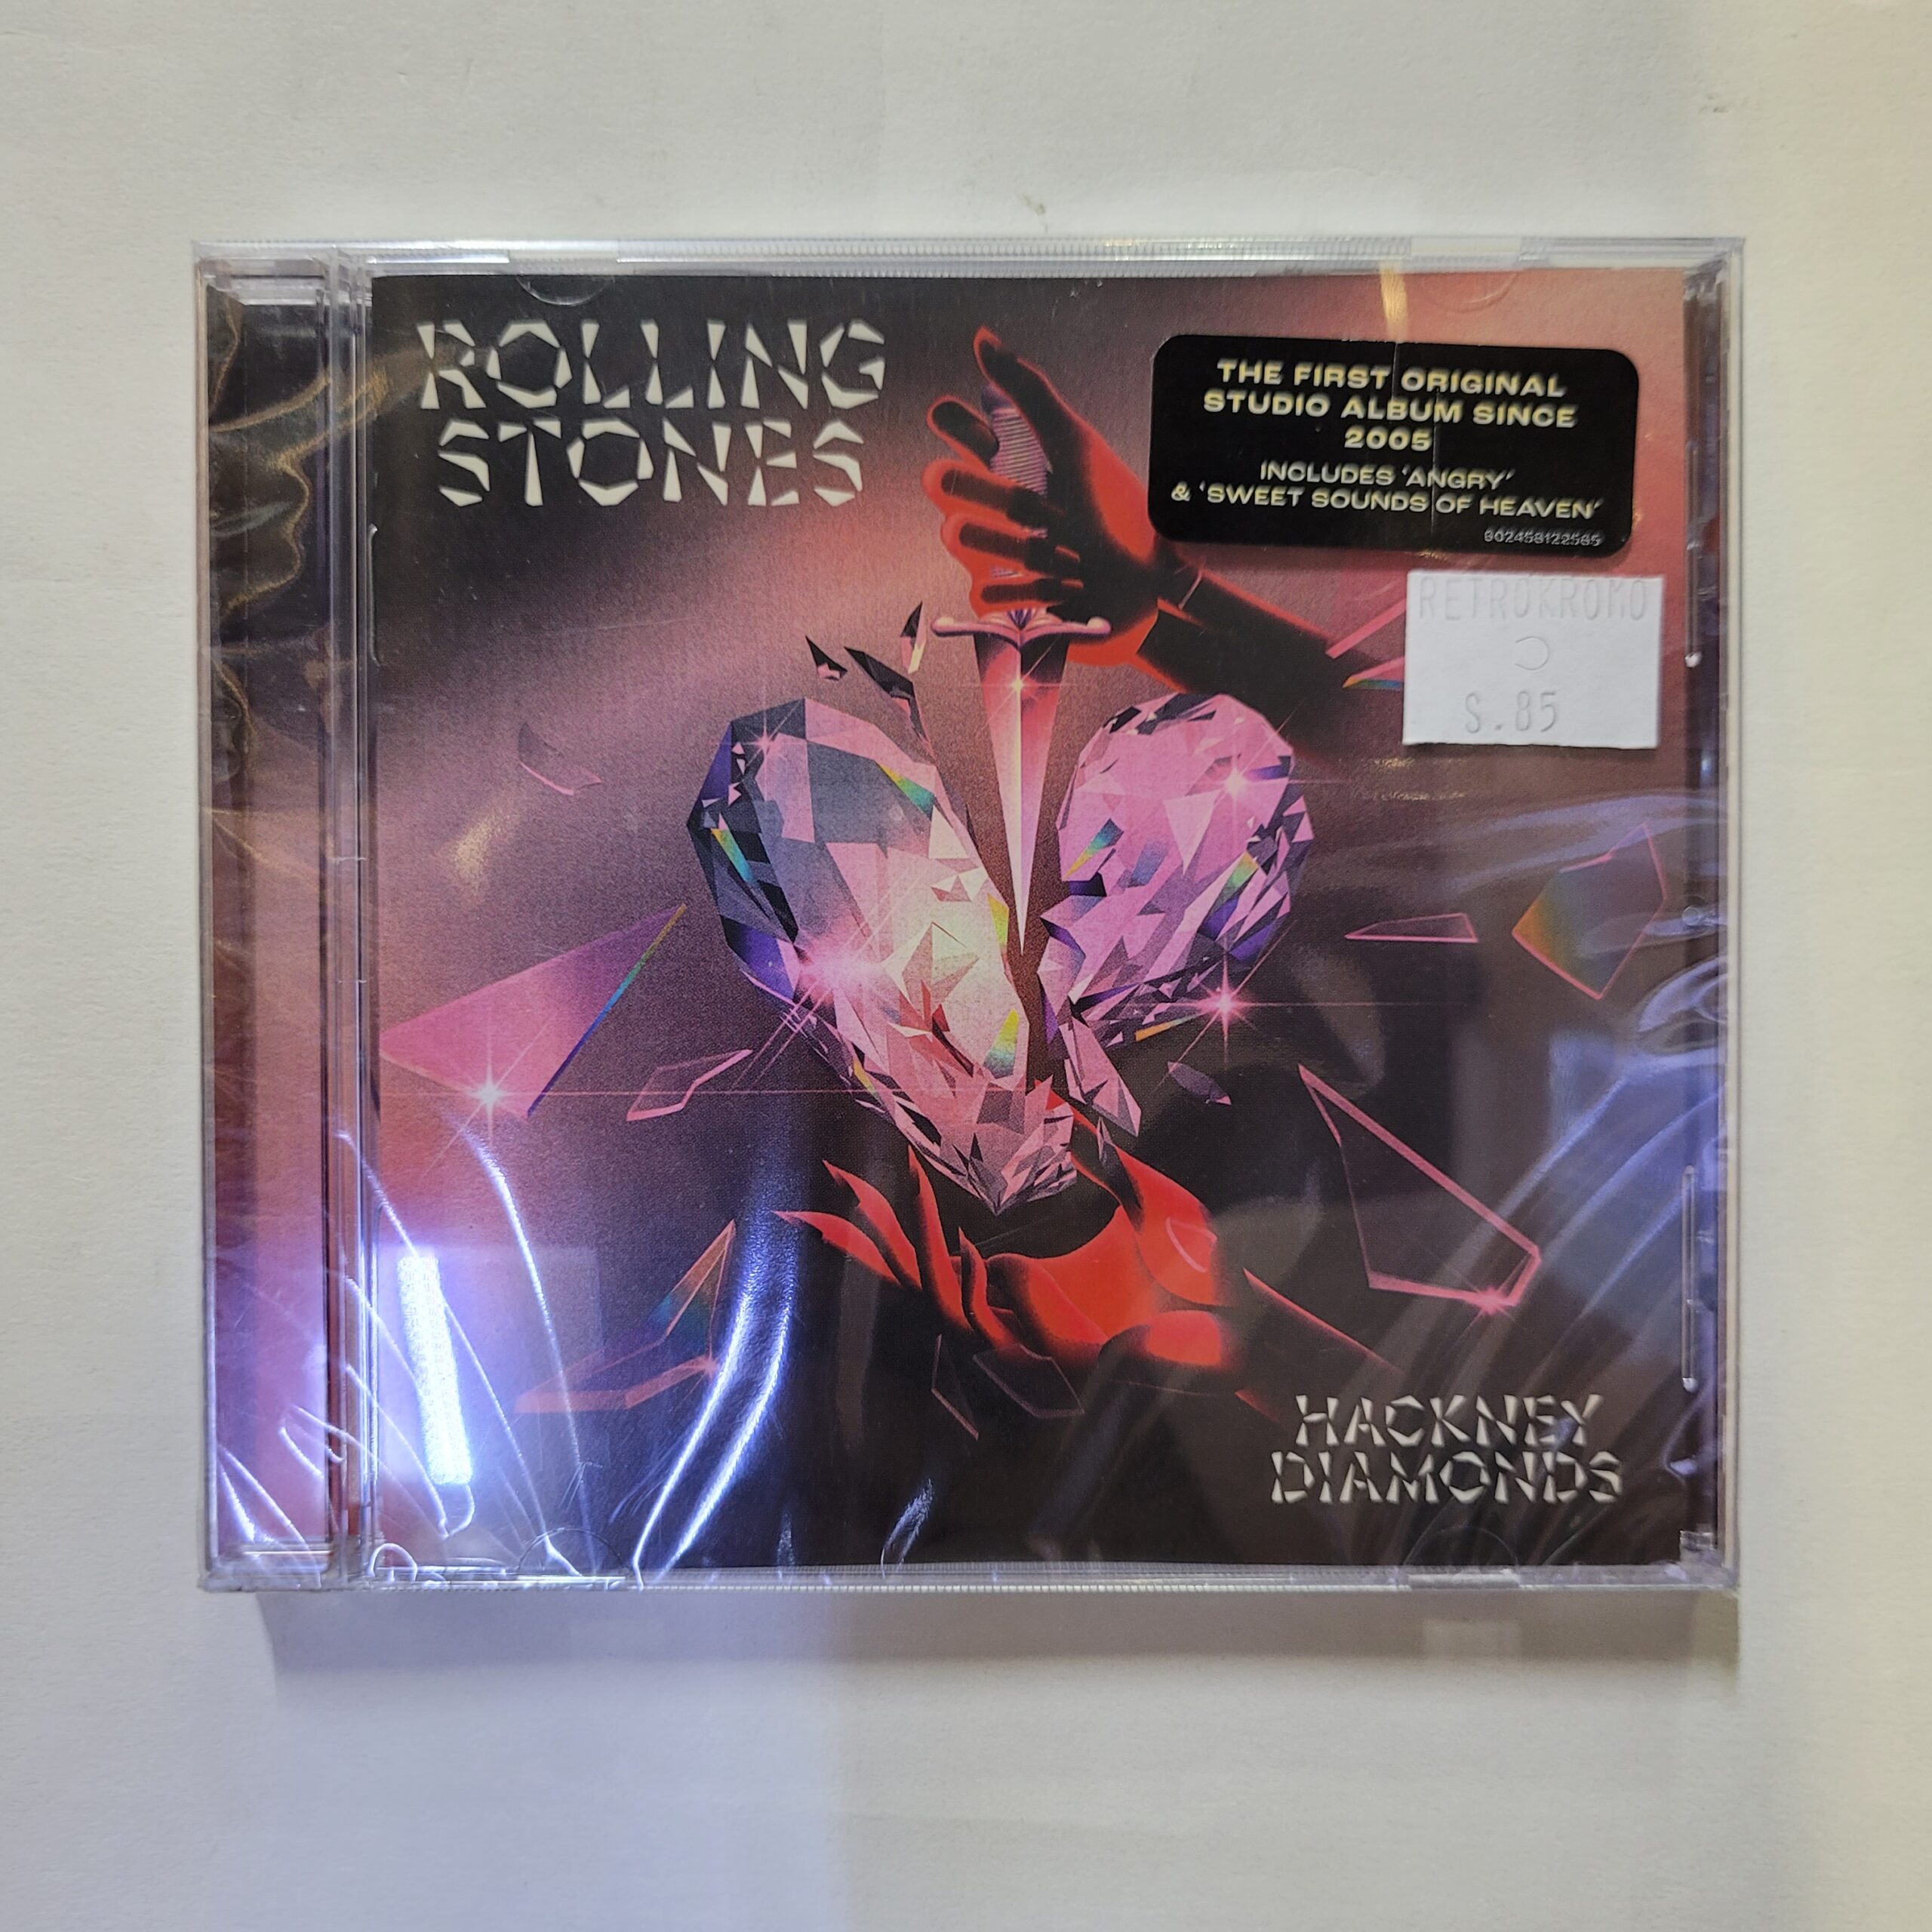 ROLLING
STONES
THE FIRST ORIGINAL
STUDIO ALBUM SINCE
2005
INCLUDES ‘ANGRY’
& ‘SWEET SOUNDS OF HEAVEN’
602458122565
RETROKROMO
S.85
HACKNEY
DIAMONDS